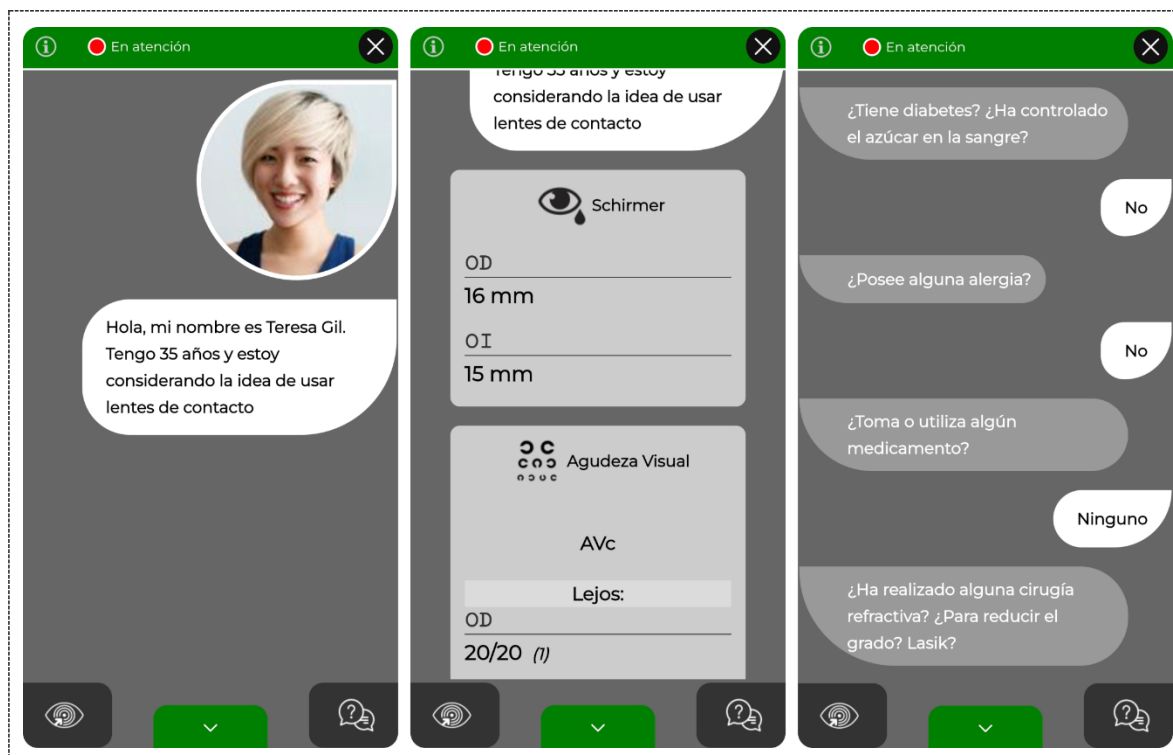 En atención
Hola, mi nombre es Teresa Gil.
Tengo 35 años y estoy
considerando la idea de usar
lentes de contacto
En atención
Tengo 35 años y estoy
considerando la idea de usar
lentes de contacto
Schirmer
OD
16 mm
OI
15 mm
Agudeza Visual
AVc
Lejos:
OD
20/20 (1)
En atención
¿Tiene diabetes? ¿Ha controlado
el azúcar en la sangre?
No
¿Posee alguna alergia?
No
¿Toma o utiliza algún
medicamento?
Ninguno
¿Ha realizado alguna cirugía
refractiva? ¿Para reducir el
grado? Lasik?